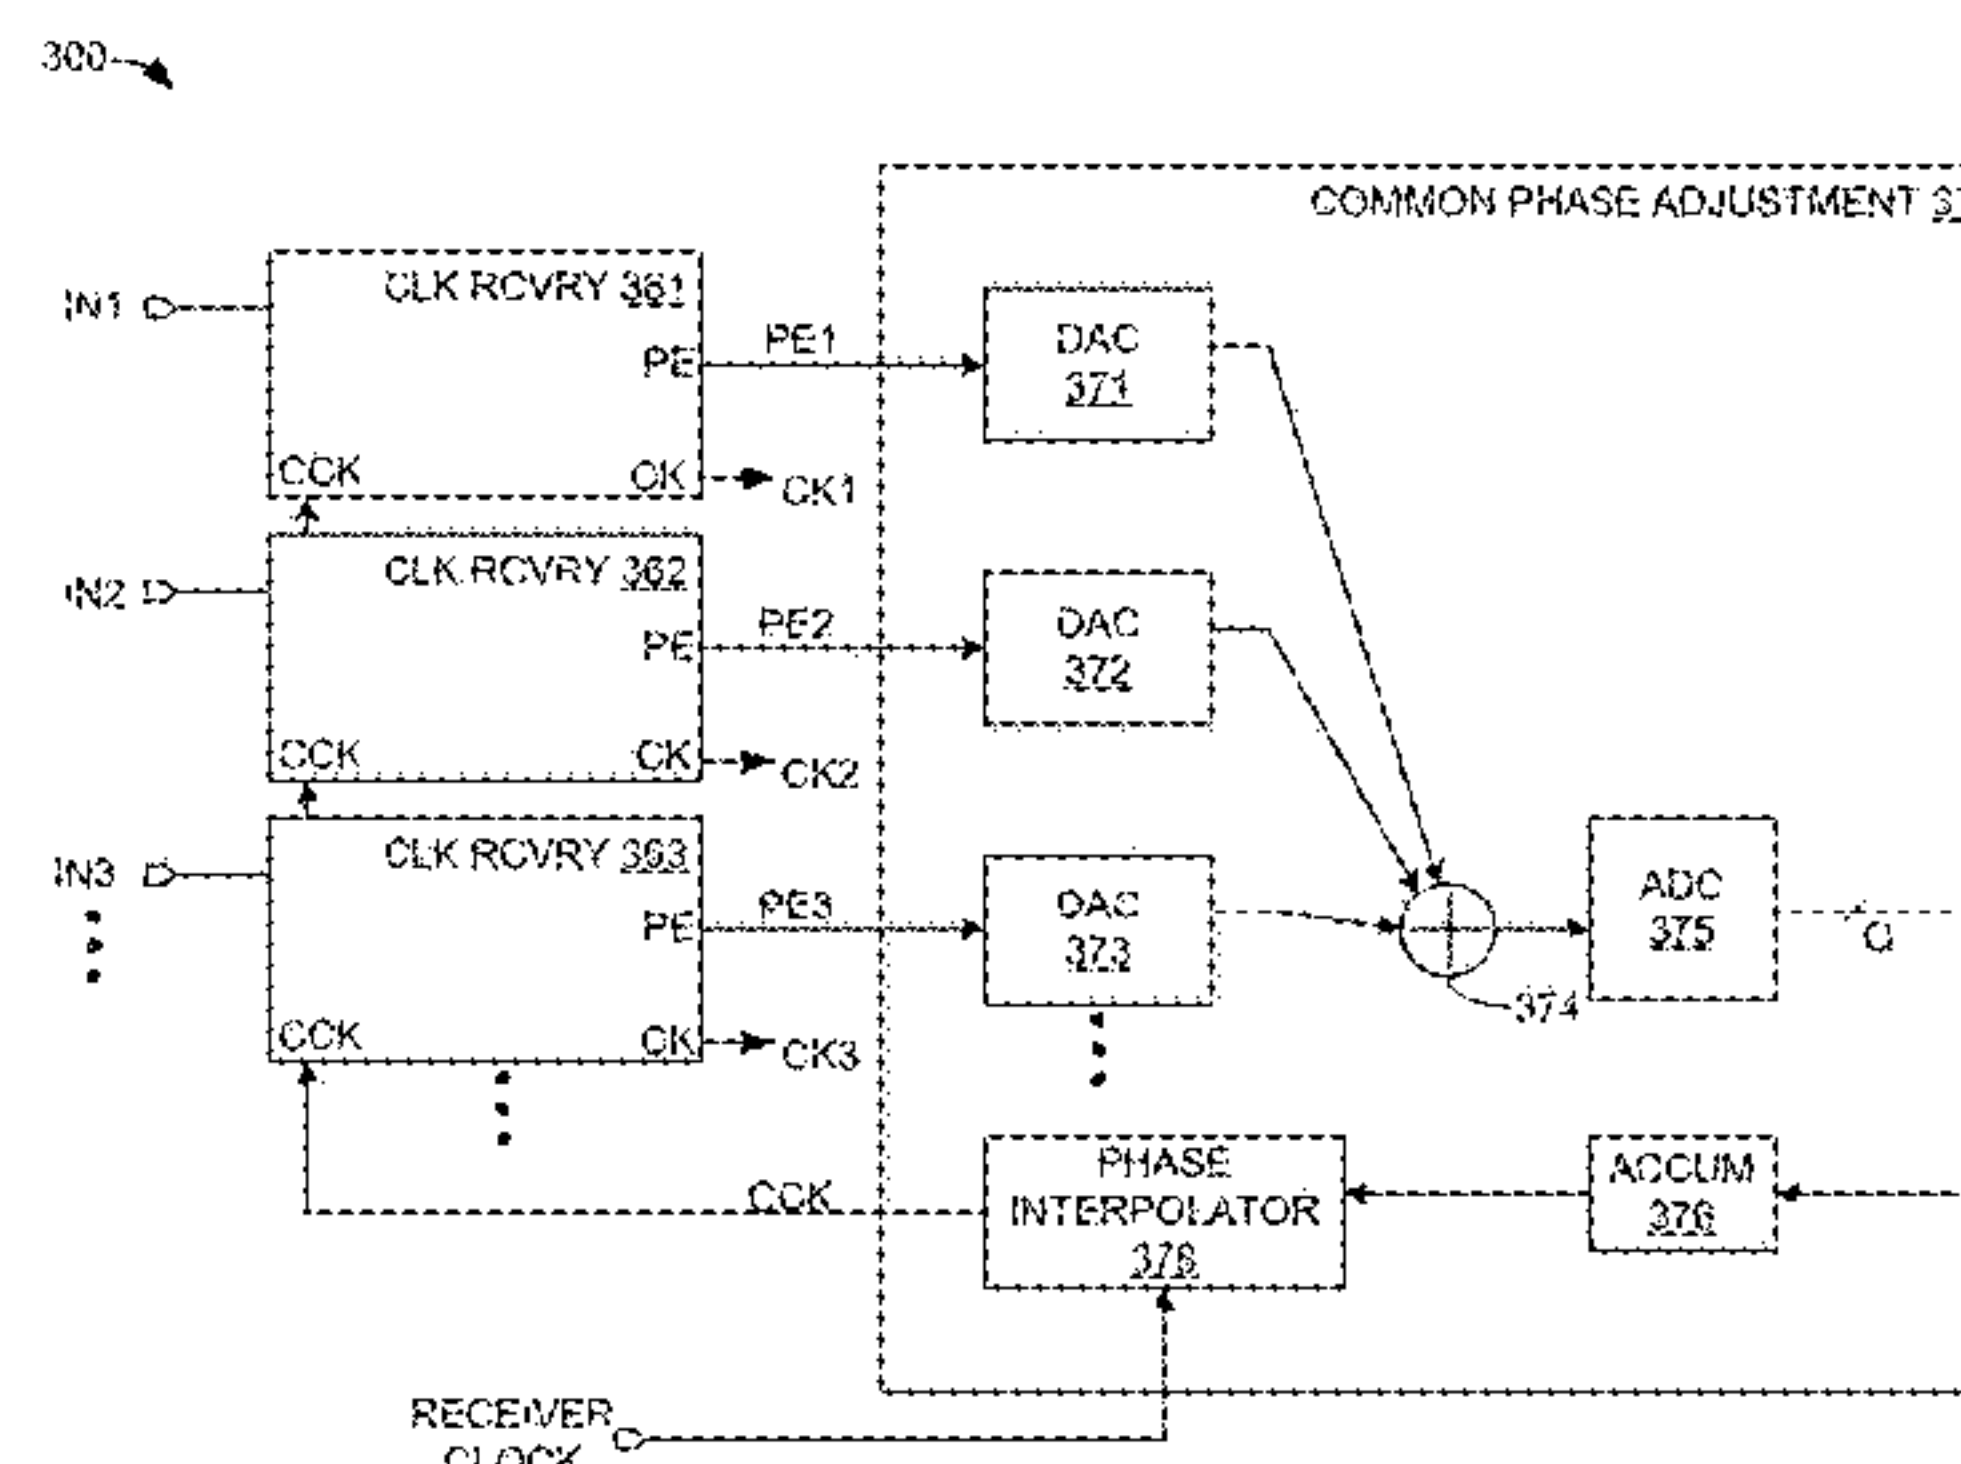 300
COMMON PHASE ADJUSTMENT
IN1
CLK RCVRY 361
PE
PE1
CCK
CK
CK1
DAC
371
IN2
CLK RCVRY 362
PE
PE2
CCK
CK
CK2
DAC
372
IN3
CLK RCVRY 363
PE
PE3
CCK
CK
CK3
DAC
373
374
ADC
375
Q
CCK
PHASE
INTERPOLATOR
378
ACCUM
376
RECEIVER
CLOCK